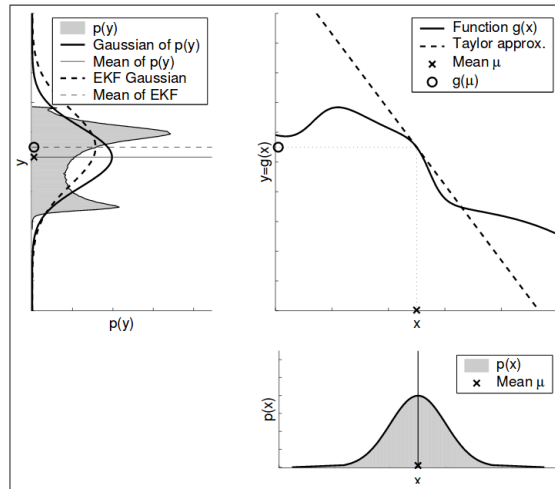 p(y)
Gaussian of p(y)
Mean of p(y)
EKF Gaussian
Mean of EKF
y
p(y)
Function g(x)
Taylor approx.
Mean μ
g(μ)
y=g(x)
x
p(x)
Mean μ
p(x)
x